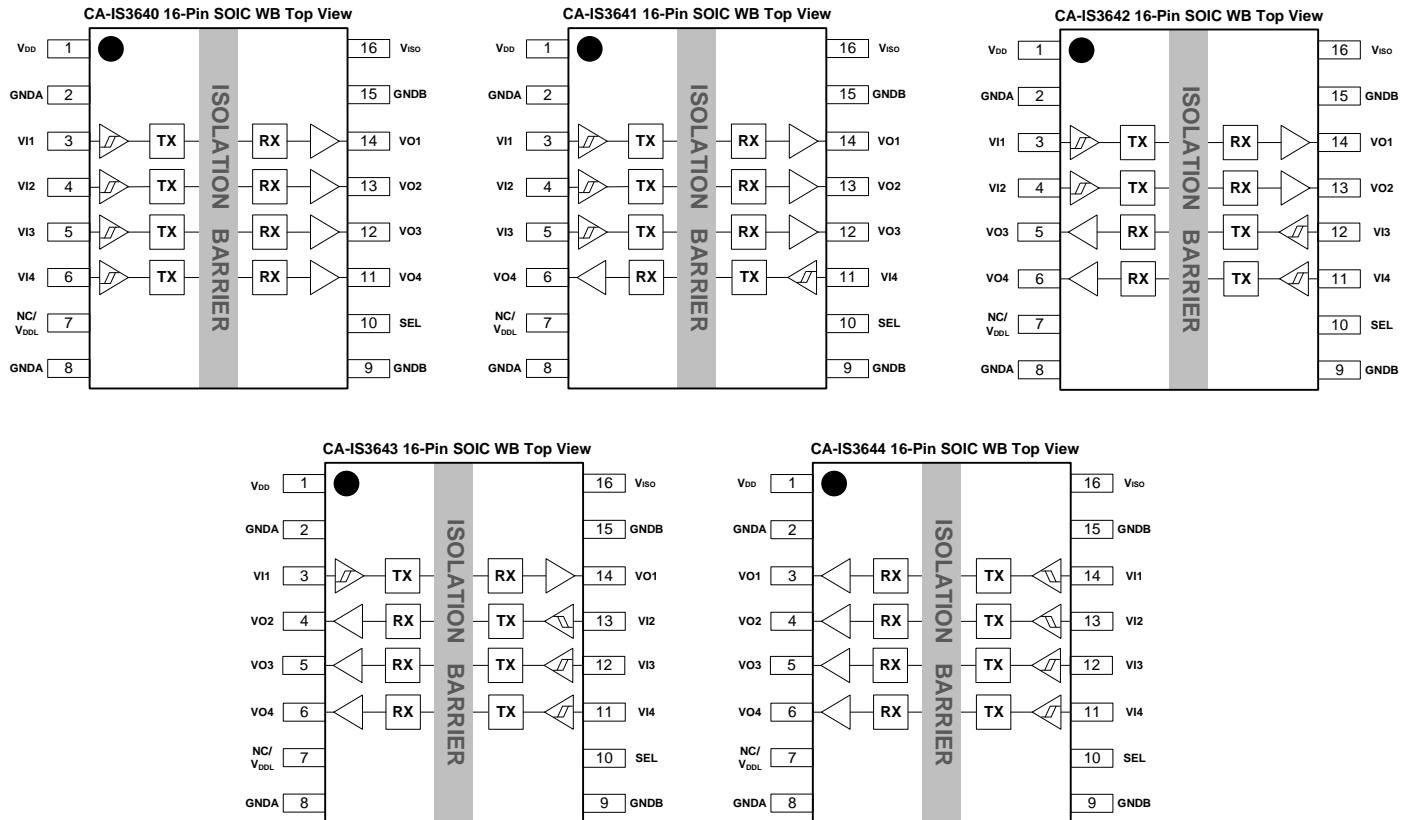 CA-IS3640 16-Pin SOIC WB Top View
VDD 1 16 VISO
GNDA 2 15 GNDB
VI1 3 TX RX 14 VO1
VI2 4 TX RX 13 VO2
VI3 5 TX RX 12 VO3
VI4 6 TX RX 11 VO4
NC/
VDDL 7 10 SEL
GNDA 8 9 GNDB
ISOLATION BARRIER
CA-IS3641 16-Pin SOIC WB Top View
VDD 1 16 VISO
GNDA 2 15 GNDB
VI1 3 TX RX 14 VO1
VI2 4 TX RX 13 VO2
VI3 5 TX RX 12 VO3
VO4 6 RX TX 11 VI4
NC/
VDDL 7 10 SEL
GNDA 8 9 GNDB
ISOLATION BARRIER
CA-IS3642 16-Pin SOIC WB Top View
VDD 1 16 VISO
GNDA 2 15 GNDB
VI1 3 TX RX 14 VO1
VI2 4 TX RX 13 VO2
VO3 5 RX TX 12 VI3
VO4 6 RX TX 11 VI4
NC/
VDDL 7 10 SEL
GNDA 8 9 GNDB
ISOLATION BARRIER
CA-IS3643 16-Pin SOIC WB Top View
VDD 1 16 VISO
GNDA 2 15 GNDB
VI1 3 TX RX 14 VO1
VO2 4 RX TX 13 VI2
VO3 5 RX TX 12 VI3
VO4 6 RX TX 11 VI4
NC/
VDDL 7 10 SEL
GNDA 8 9 GNDB
ISOLATION BARRIER
CA-IS3644 16-Pin SOIC WB Top View
VDD 1 16 VISO
GNDA 2 15 GNDB
VO1 3 RX TX 14 VI1
VO2 4 RX TX 13 VI2
VO3 5 RX TX 12 VI3
VO4 6 RX TX 11 VI4
NC/
VDDL 7 10 SEL
GNDA 8 9 GNDB
ISOLATION BARRIER